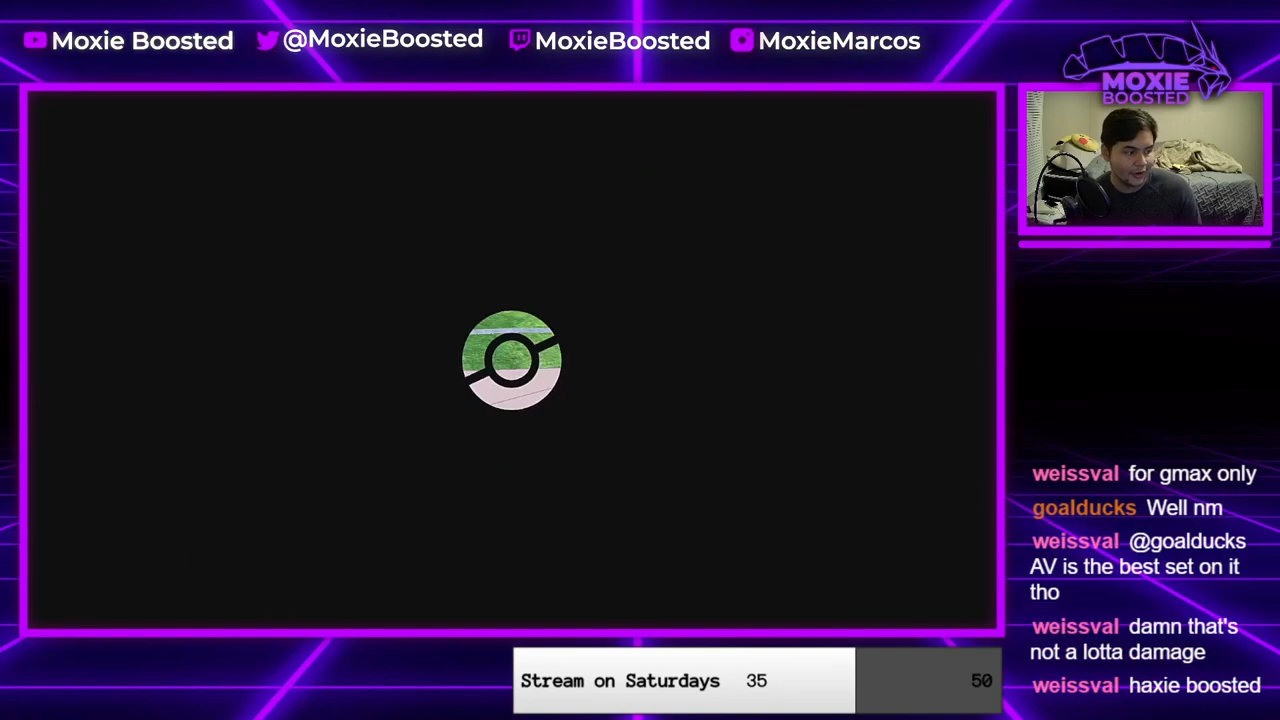 Moxie Boosted @MoxieBoosted MoxieBoosted MoxieMarcos
MOXIE
BOOSTED
weissval for gmax only
goalducks Well nm
weissval @goalducks
AV is the best set on it
tho
weissval damn that's
not a lotta damage
weissval haxie boosted
Stream on Saturdays 35 50